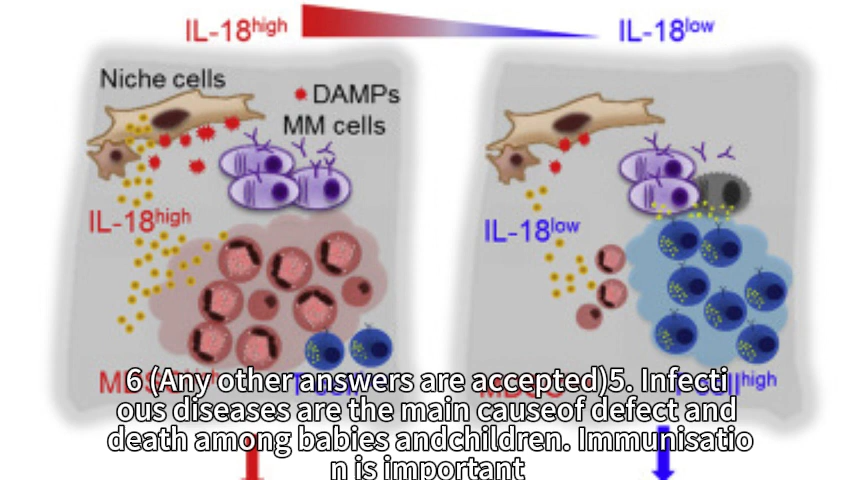 IL-18high
IL-18low
Niche cells
DAMPs
MM cells
IL-18high
IL-18low
6 (Any other answers are accepted)5. Infecti
ous diseases are the main causeof defect and
death among babies andchildren. Immunisatio
n is important